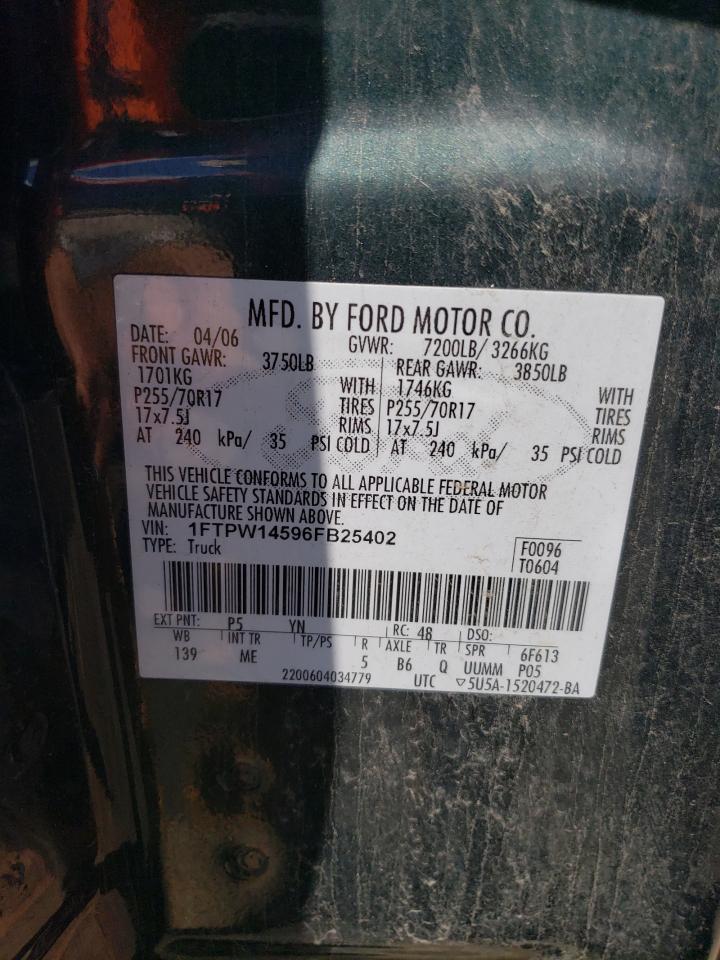 MFD. BY FORD MOTOR CO.
DATE: 04/06 GVWR: 7200LB/ 3266KG
FRONT GAWR: 3750LB REAR GAWR: 3850LB
1701KG WITH 1746KG WITH
P255/70R17 TIRES P255/70R17 TIRES
17x7.5J RIMS 17x7.5J RIMS
AT 240 kPa/ 35 PSI COLD AT 240 kPa/ 35 PSI COLD
THIS VEHICLE CONFORMS TO ALL APPLICABLE FEDERAL MOTOR
VEHICLE SAFETY STANDARDS IN EFFECT ON THE DATE OF
MANUFACTURE SHOWN ABOVE.
VIN: 1FTPW14596FB25402
TYPE: Truck F0096
T0604
EXT PNT: P5 YN RC: 48 DSO:
WB INT TR TP/PS R AXLE TR SPR 6F613
139 ME 5 B6 Q UUMM P05
2200604034779 UTC ▽5U5A-1520472-BA